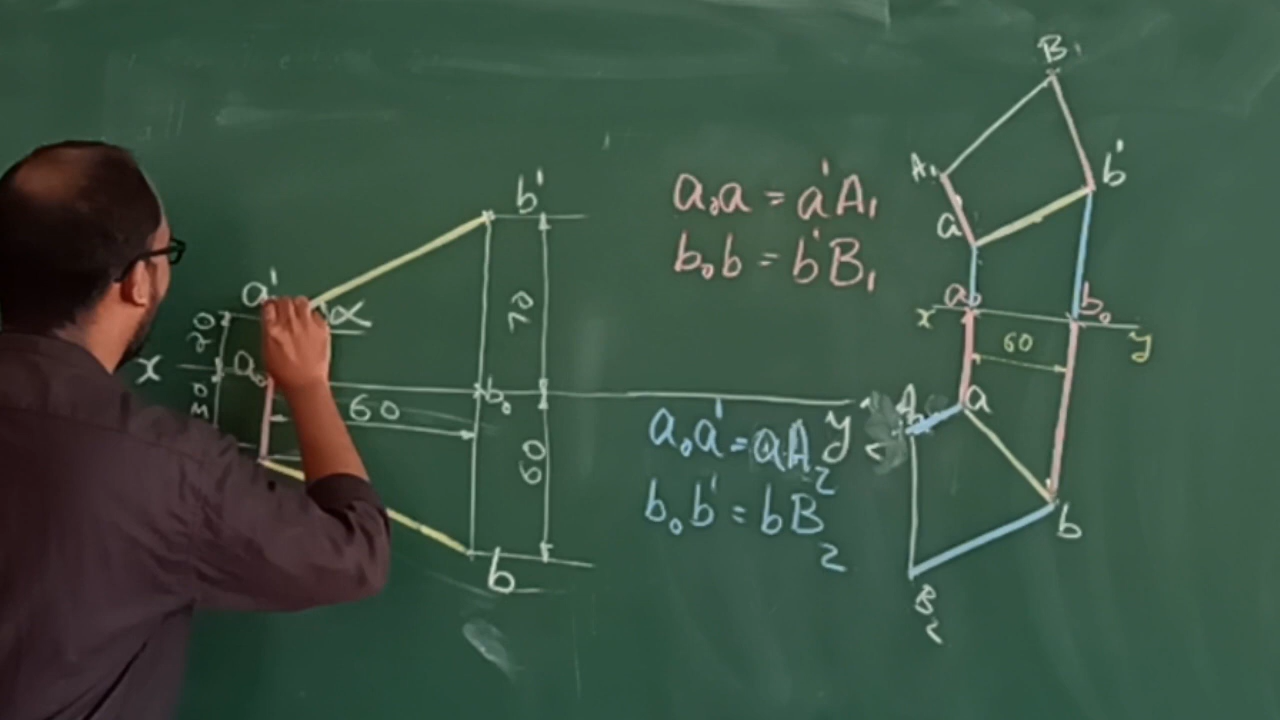 b'
a'
α
20
70
x
a₀
b₀
30
60
y
60
b
a₀a = a'A₁
b₀b = b'B₁
a₀a' = aA₂
b₀b' = bB₂
B₁
A₁
b'
a
a₀
b₀
x
60
y
a
b
B₂